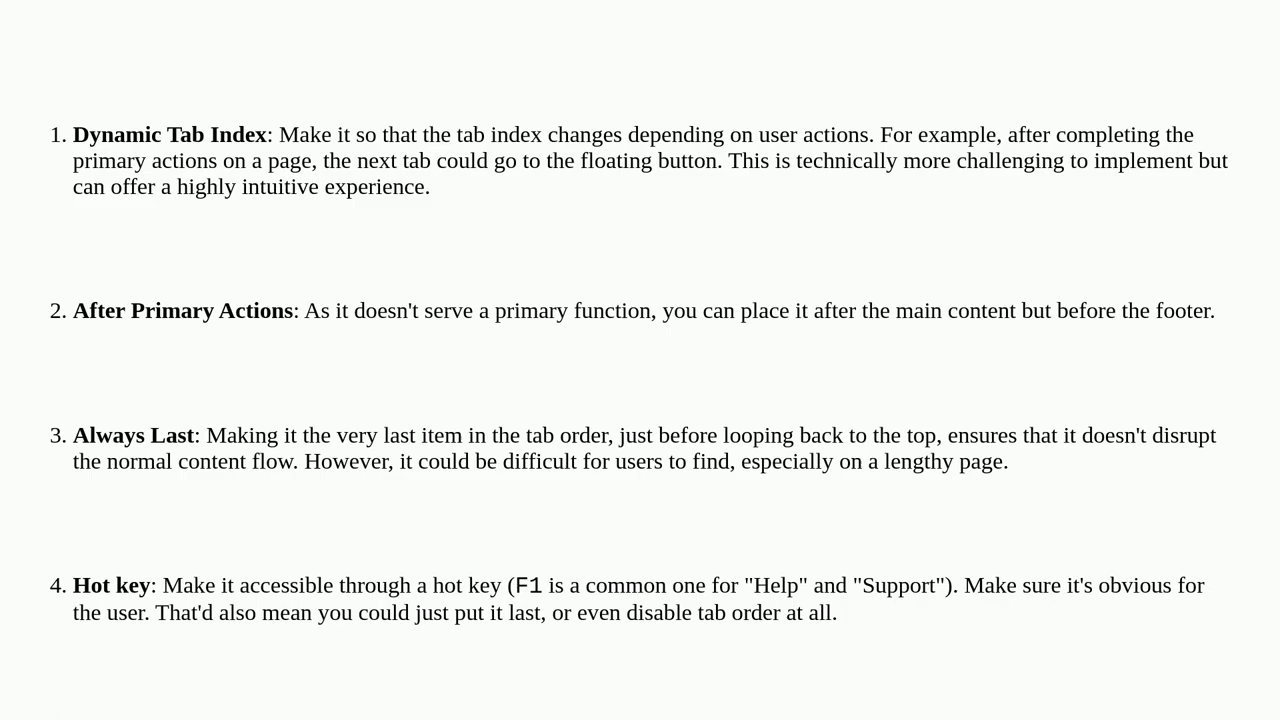 1. Dynamic Tab Index: Make it so that the tab index changes depending on user actions. For example, after completing the
primary actions on a page, the next tab could go to the floating button. This is technically more challenging to implement but
can offer a highly intuitive experience.
2. After Primary Actions: As it doesn't serve a primary function, you can place it after the main content but before the footer.
3. Always Last: Making it the very last item in the tab order, just before looping back to the top, ensures that it doesn't disrupt
the normal content flow. However, it could be difficult for users to find, especially on a lengthy page.
4. Hot key: Make it accessible through a hot key (F1 is a common one for "Help" and "Support"). Make sure it's obvious for
the user. That'd also mean you could just put it last, or even disable tab order at all.